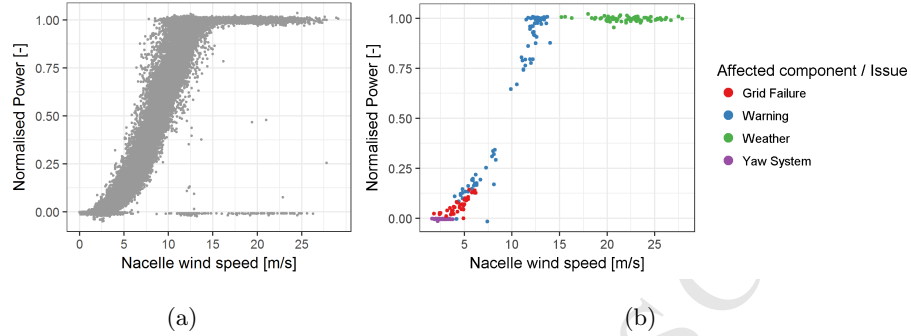 1.00
0.75
0.50
0.25
0.00
Normalised Power [-]
0 5 10 15 20 25
Nacelle wind speed [m/s]
(a)
1.00
0.75
0.50
0.25
0.00
Normalised Power [-]
5 10 15 20 25
Nacelle wind speed [m/s]
(b)
Affected component / Issue
Grid Failure
Warning
Weather
Yaw System